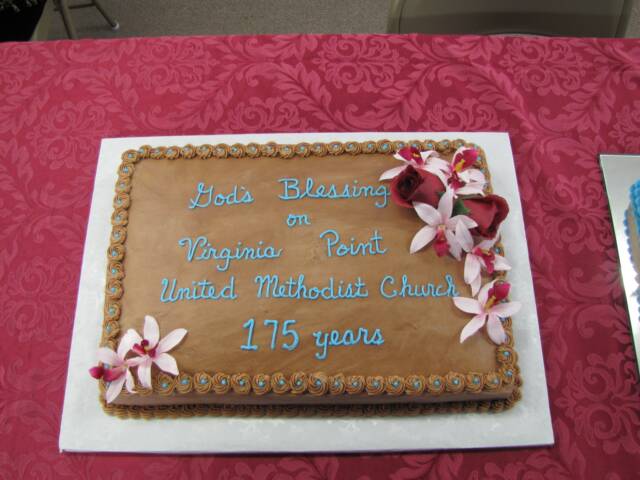 God's Blessing
on
Virginia Point
United Methodist Church
175 years